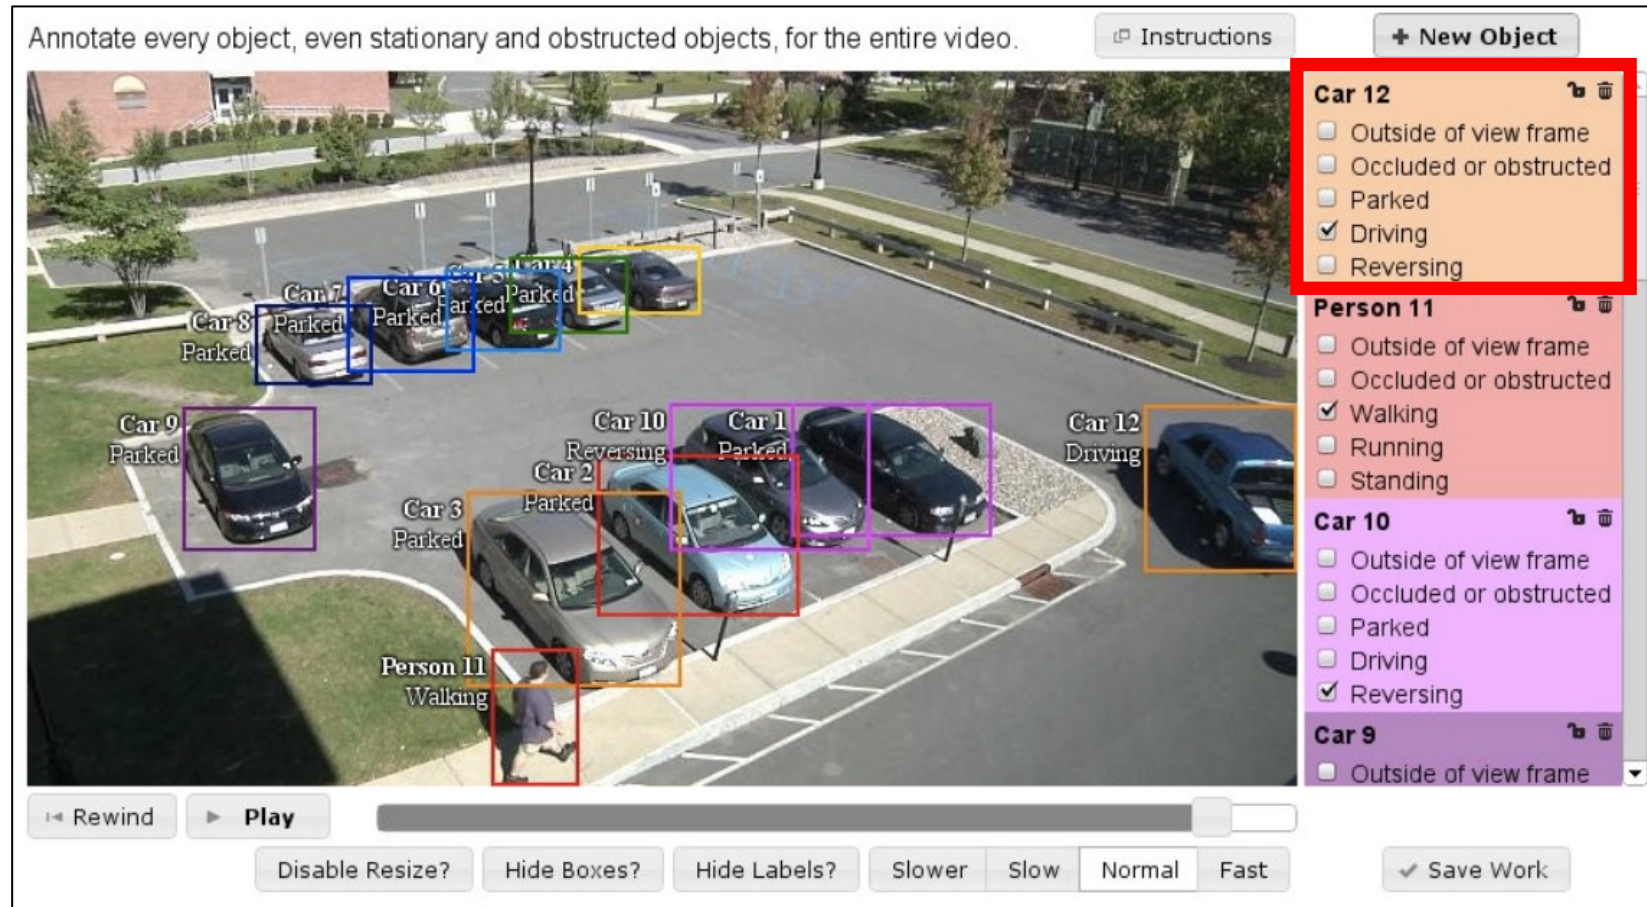 Annotate every object, even stationary and obstructed objects, for the entire video.
Instructions
+ New Object
Car 12
Outside of view frame
Occluded or obstructed
Parked
Driving
Reversing
Person 11
Outside of view frame
Occluded or obstructed
Walking
Running
Standing
Car 10
Outside of view frame
Occluded or obstructed
Parked
Driving
Reversing
Car 9
Outside of view frame
Car 4
Parked
Car 5
Parked
Car 6
Parked
Car 7
Parked
Car 8
Parked
Car 9
Parked
Car 10
Reversing
Car 1
Parked
Car 12
Driving
Car 2
Parked
Car 3
Parked
Person 11
Walking
Rewind
Play
Disable Resize?
Hide Boxes?
Hide Labels?
Slower
Slow
Normal
Fast
Save Work